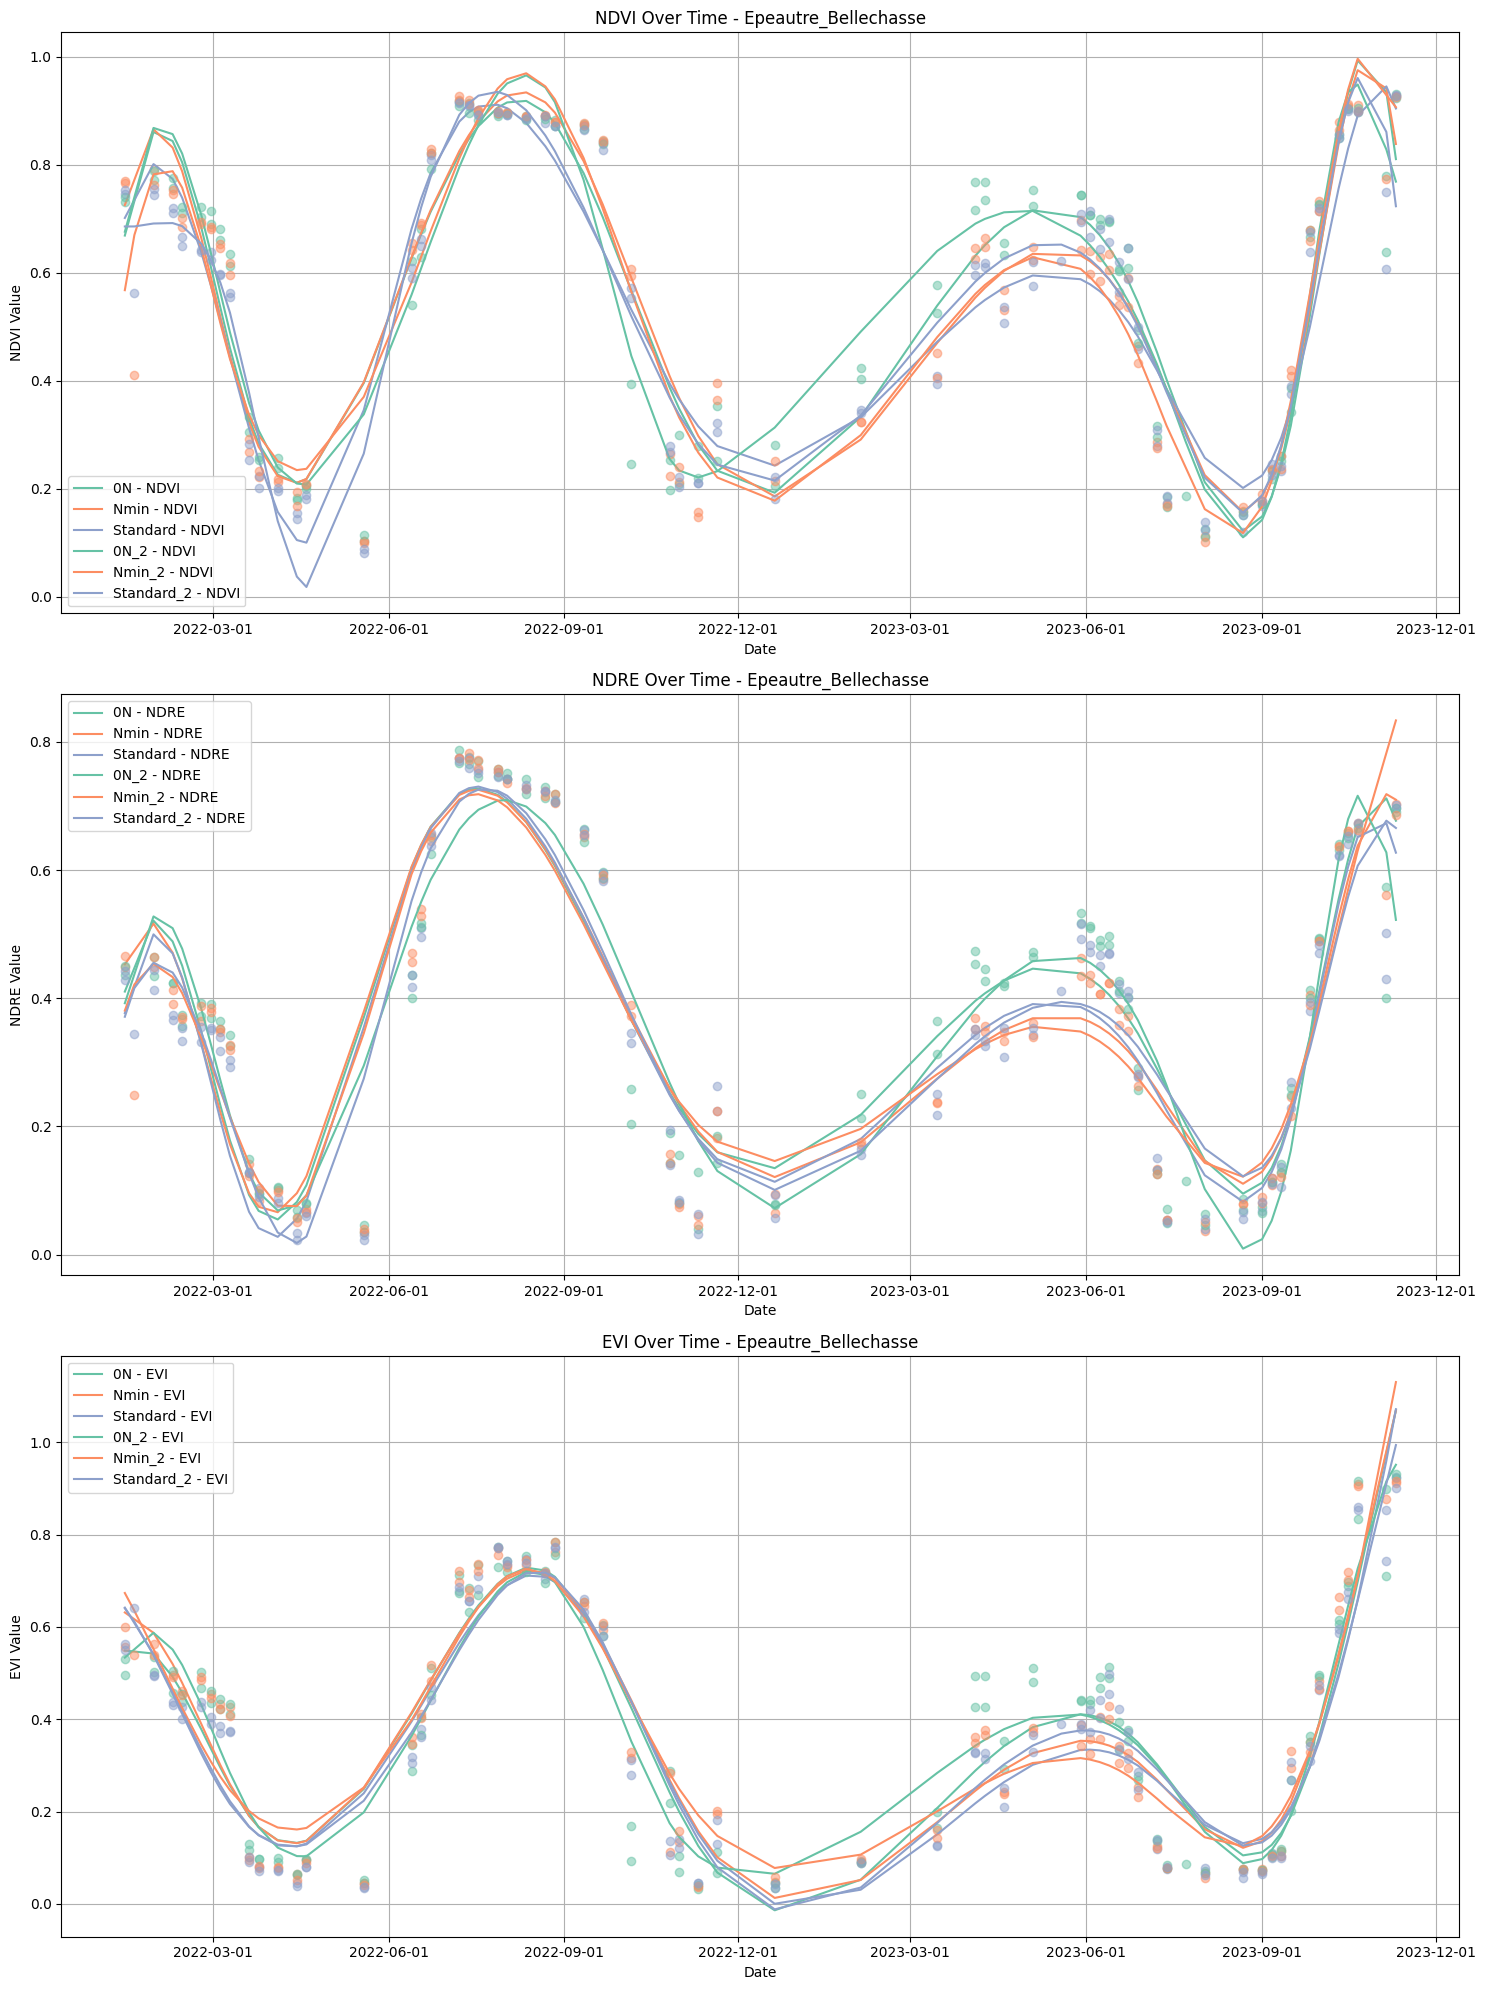 NDVI Over Time - Epeautre_Bellechasse
NDVI Value
1.0
0.8
0.6
0.4
0.2
0.0
0N - NDVI
Nmin - NDVI
Standard - NDVI
0N_2 - NDVI
Nmin_2 - NDVI
Standard_2 - NDVI
2022-03-01 2022-06-01 2022-09-01 2022-12-01 2023-03-01 2023-06-01 2023-09-01 2023-12-01
Date
NDRE Over Time - Epeautre_Bellechasse
NDRE Value
0.8
0.6
0.4
0.2
0.0
0N - NDRE
Nmin - NDRE
Standard - NDRE
0N_2 - NDRE
Nmin_2 - NDRE
Standard_2 - NDRE
2022-03-01 2022-06-01 2022-09-01 2022-12-01 2023-03-01 2023-06-01 2023-09-01 2023-12-01
Date
EVI Over Time - Epeautre_Bellechasse
EVI Value
1.0
0.8
0.6
0.4
0.2
0.0
0N - EVI
Nmin - EVI
Standard - EVI
0N_2 - EVI
Nmin_2 - EVI
Standard_2 - EVI
2022-03-01 2022-06-01 2022-09-01 2022-12-01 2023-03-01 2023-06-01 2023-09-01 2023-12-01
Date